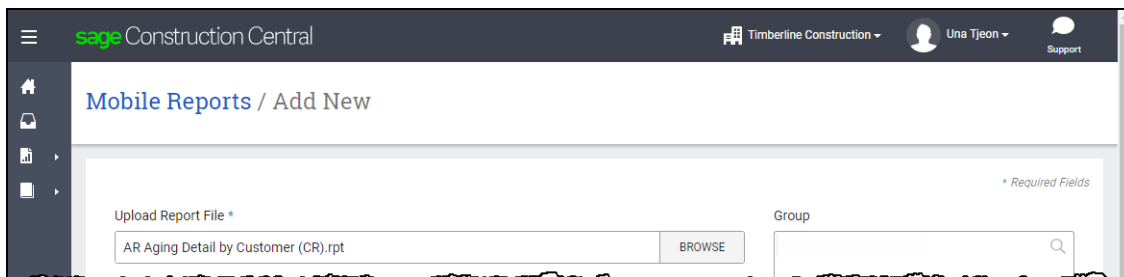 sage Construction Central
Timberline Construction
Una Tjeon
Support
Mobile Reports / Add New
* Required Fields
Upload Report File *
Group
AR Aging Detail by Customer (CR).rpt
BROWSE